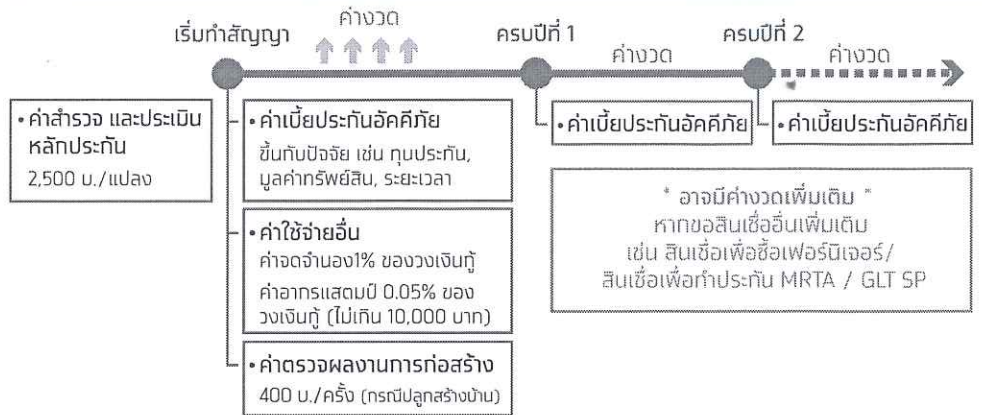 ค่างวด
เริ่มทำสัญญา
ครบปีที่ 1
ค่างวด
ครบปีที่ 2
ค่างวด
• ค่าสำรวจ และประเมิน
หลักประกัน
2,500 บ./แปลง
• ค่าเบี้ยประกันอัคคีภัย
ขึ้นกับปัจจัย เช่น ทุนประกัน,
มูลค่าทรัพย์สิน, ระยะเวลา
• ค่าใช้จ่ายอื่น
ค่าจดจำนอง1% ของวงเงินกู้
ค่าอากรแสตมป์ 0.05% ของ
วงเงินกู้ (ไม่เกิน 10,000 บาท)
• ค่าตรวจผลงานการก่อสร้าง
400 บ./ครั้ง (กรณีปลูกสร้างบ้าน)
• ค่าเบี้ยประกันอัคคีภัย
• ค่าเบี้ยประกันอัคคีภัย
* อาจมีค่างวดเพิ่มเติม *
หากขอสินเชื่ออื่นเพิ่มเติม
เช่น สินเชื่อเพื่อซื้อเฟอร์นิเจอร์/
สินเชื่อเพื่อทำประกัน MRTA / GLT SP